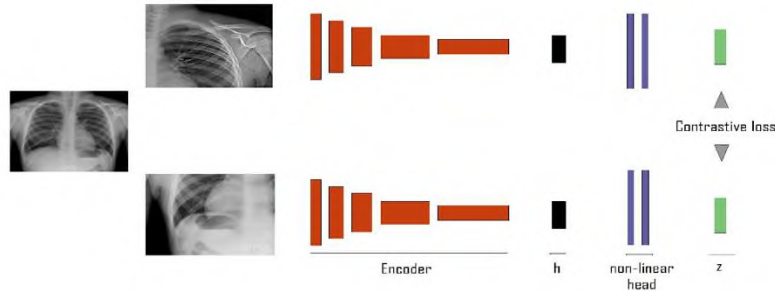 Contrastive loss
Encoder
h
non-linear
head
z